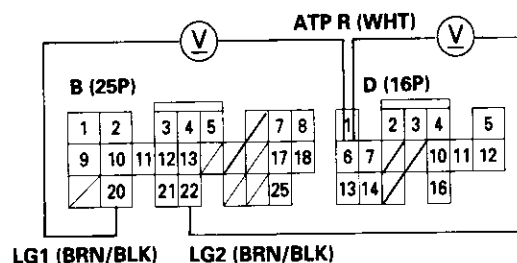 ATP R (WHT)
V V
B (25P) D (16P)
1 2 3 4 5 7 8 1 2 3 4 5
9 10 11 12 13 17 18 6 7 10 11 12
20 21 22 25 13 14 16
LG1 (BRN/BLK) LG2 (BRN/BLK)